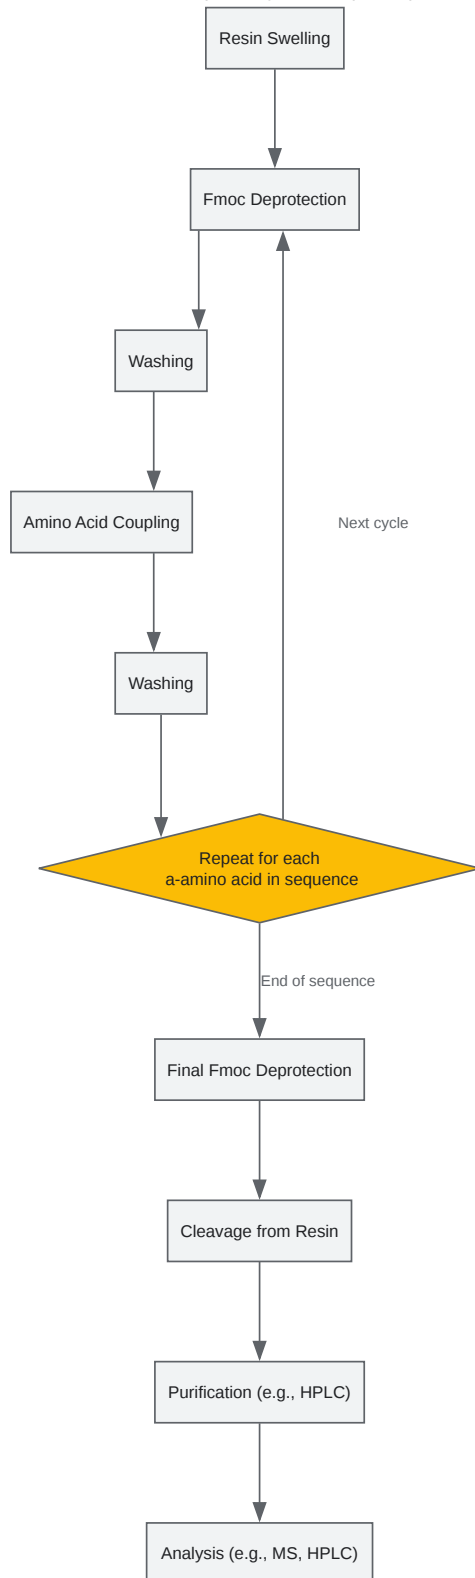 Resin Swelling
Fmoc Deprotection
Washing
Amino Acid Coupling
Next cycle
Washing
Repeat for each
a-amino acid in sequence
End of sequence
Final Fmoc Deprotection
Cleavage from Resin
Purification (e.g., HPLC)
Analysis (e.g., MS, HPLC)